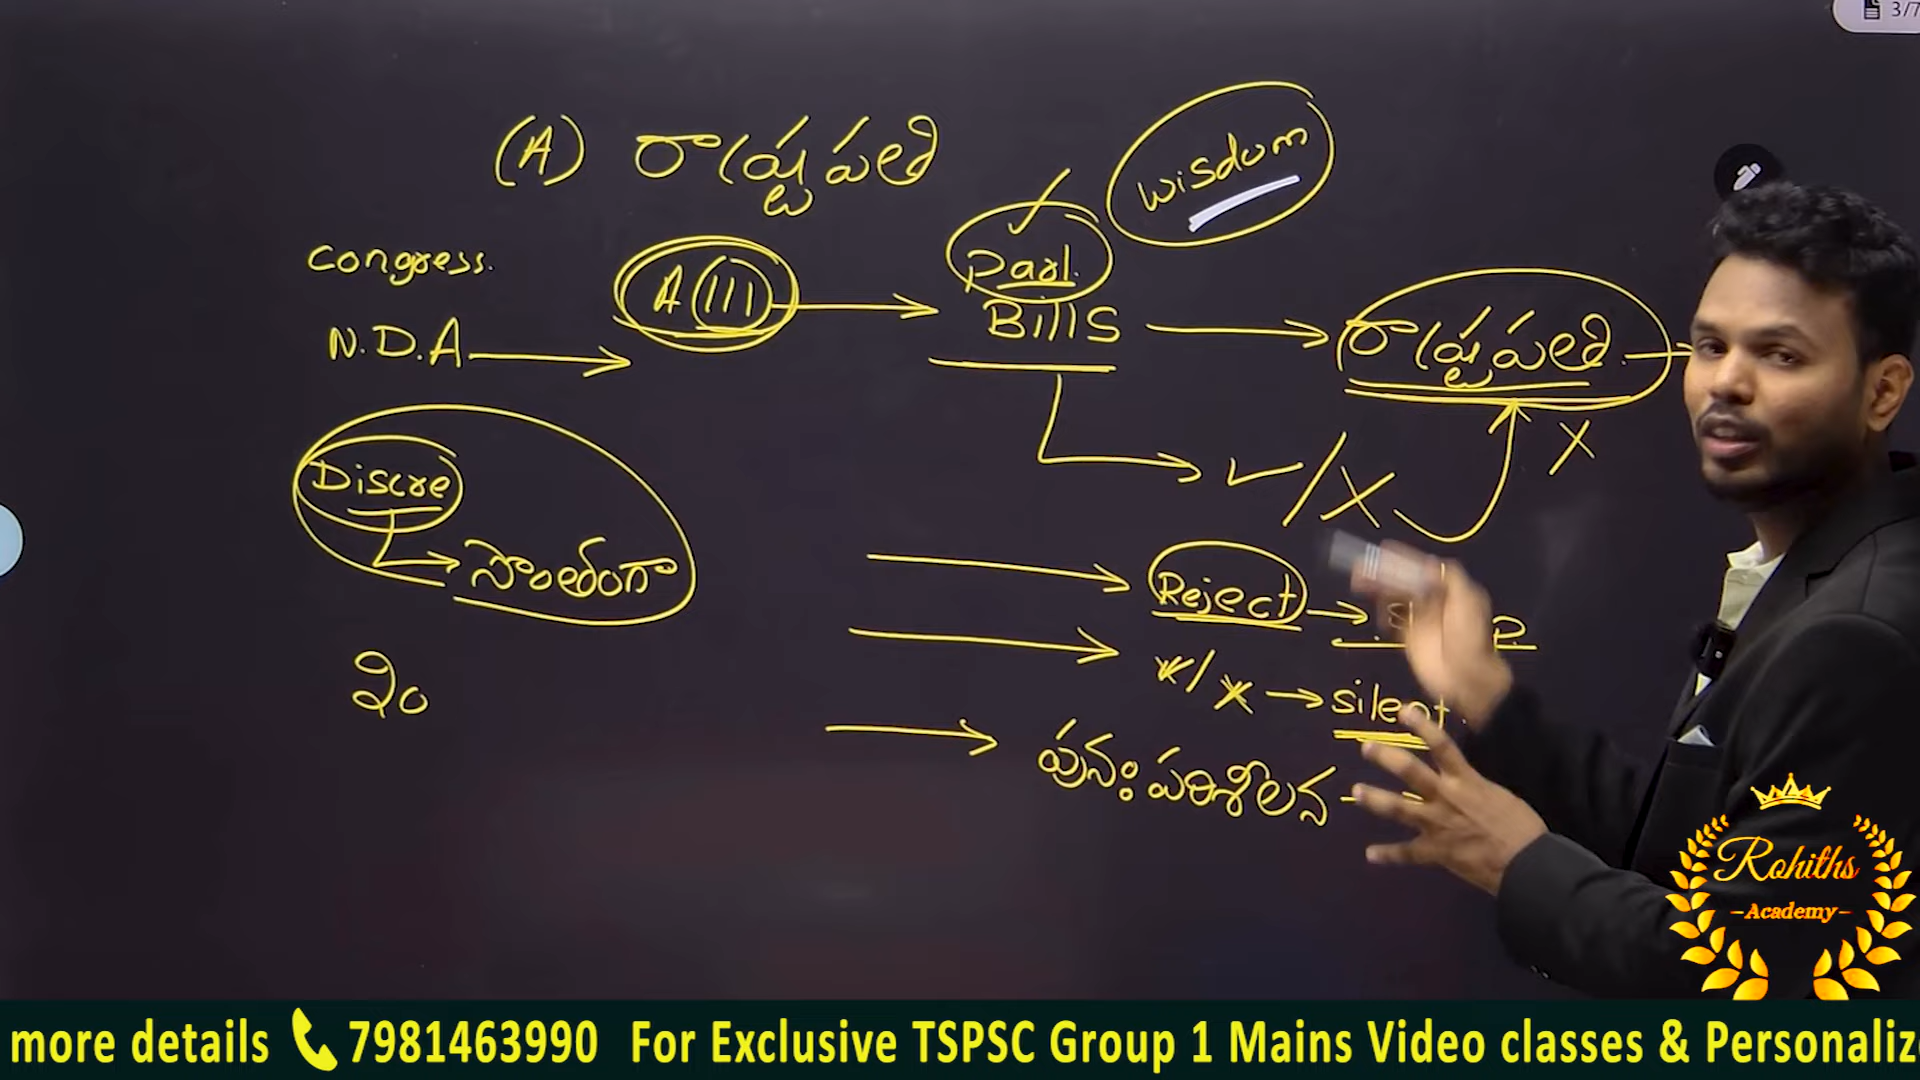 3/7
(A) రాష్ట్రపతి
wisdom
Congress.
Parl.
A(111)
BillS
రాష్ట్రపతి
N.D.A
X
Discre
✓/X
సొంతంగా
Reject
P.
x/x
silent
పునఃపరిశీలన
Rohiths
Academy
more details 7981463990 For Exclusive TSPSC Group 1 Mains Video classes & Personaliz